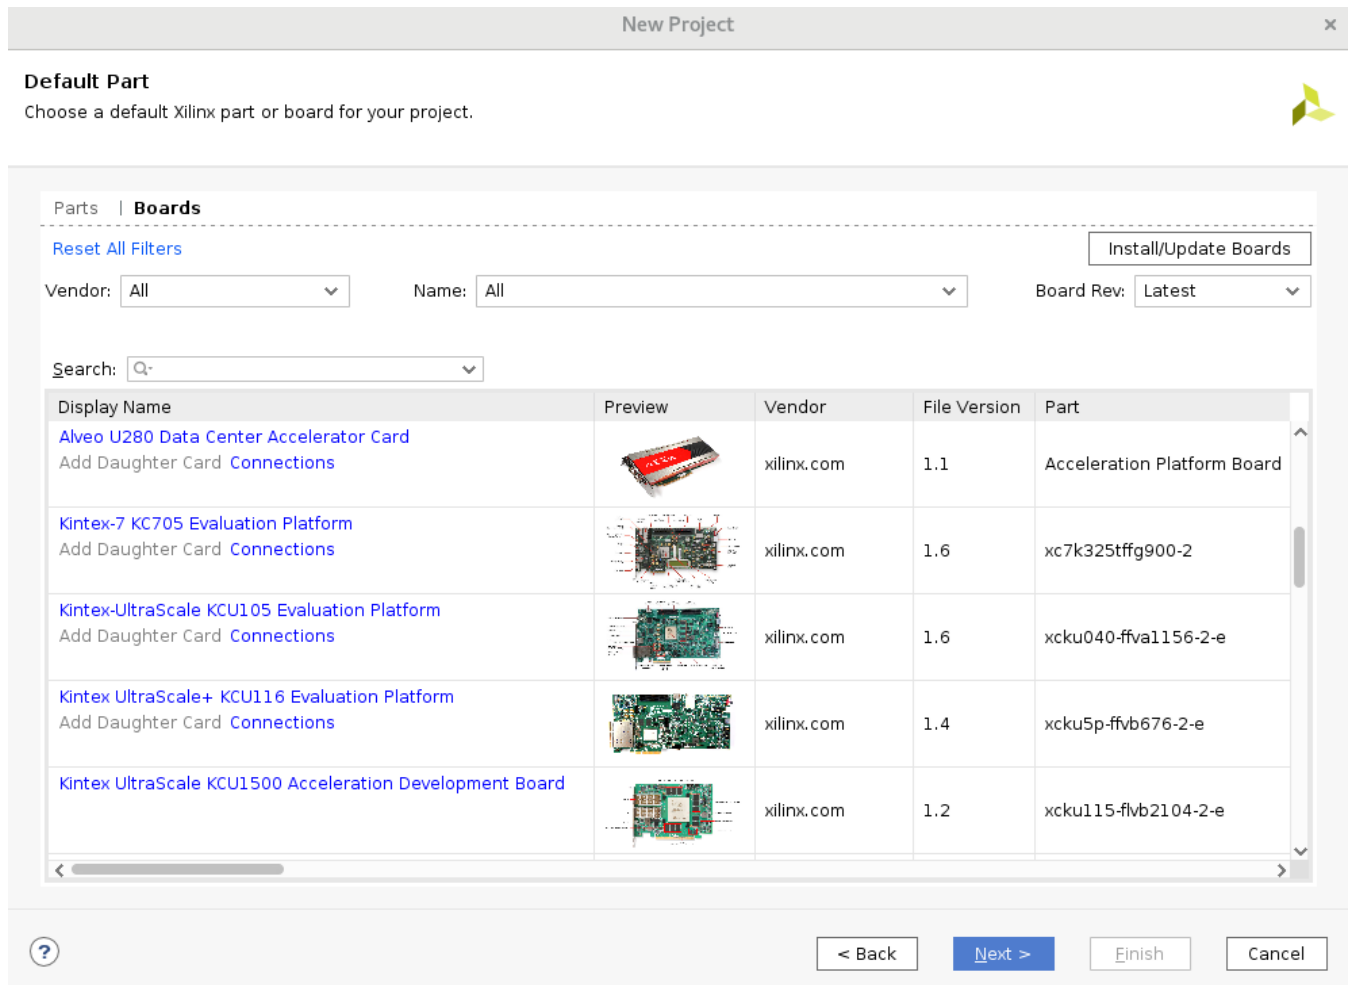 New Project
Default Part
Choose a default Xilinx part or board for your project.
Parts | Boards
Reset All Filters
Install/Update Boards
Vendor: All
Name: All
Board Rev: Latest
Search:
Display Name Preview Vendor File Version Part
Alveo U280 Data Center Accelerator Card
Add Daughter Card Connections
xilinx.com 1.1 Acceleration Platform Board
Kintex-7 KC705 Evaluation Platform
Add Daughter Card Connections
xilinx.com 1.6 xc7k325tffg900-2
Kintex-UltraScale KCU105 Evaluation Platform
Add Daughter Card Connections
xilinx.com 1.6 xcku040-ffva1156-2-e
Kintex UltraScale+ KCU116 Evaluation Platform
Add Daughter Card Connections
xilinx.com 1.4 xcku5p-ffvb676-2-e
Kintex UltraScale KCU1500 Acceleration Development Board
xilinx.com 1.2 xcku115-flvb2104-2-e
? < Back Next > Finish Cancel